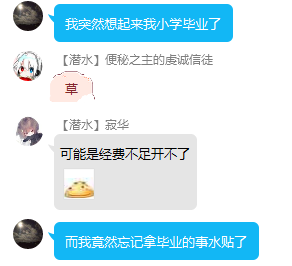 我突然想起来我小学毕业了
【潜水】便秘之主的虔诚信徒
草
【潜水】寂华
可能是经费不足开不了
而我竟然忘记拿毕业的事水贴了